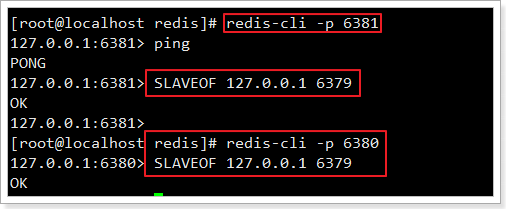 [root@localhost redis]# redis-cli -p 6381
127.0.0.1:6381> ping
PONG
127.0.0.1:6381> SLAVEOF 127.0.0.1 6379
OK
127.0.0.1:6381>
[root@localhost redis]# redis-cli -p 6380
127.0.0.1:6380> SLAVEOF 127.0.0.1 6379
OK